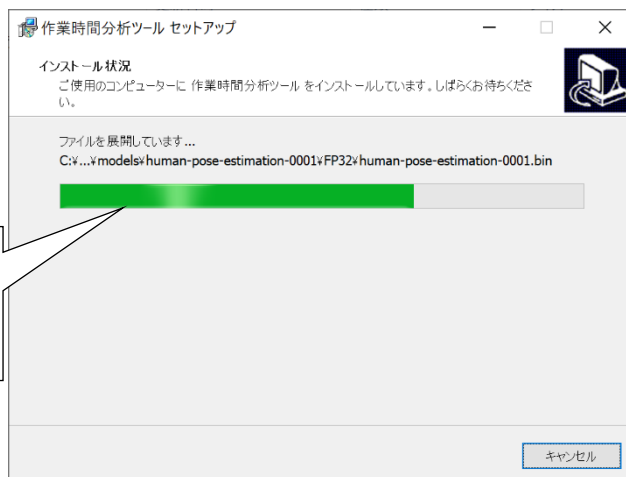 作業時間分析ツール セットアップ
インストール状況
ご使用のコンピューターに 作業時間分析ツール をインストールしています。しばらくお待ちくださ
い。
ファイルを展開しています...
C:¥...¥models¥human-pose-estimation-0001¥FP32¥human-pose-estimation-0001.bin
キャンセル